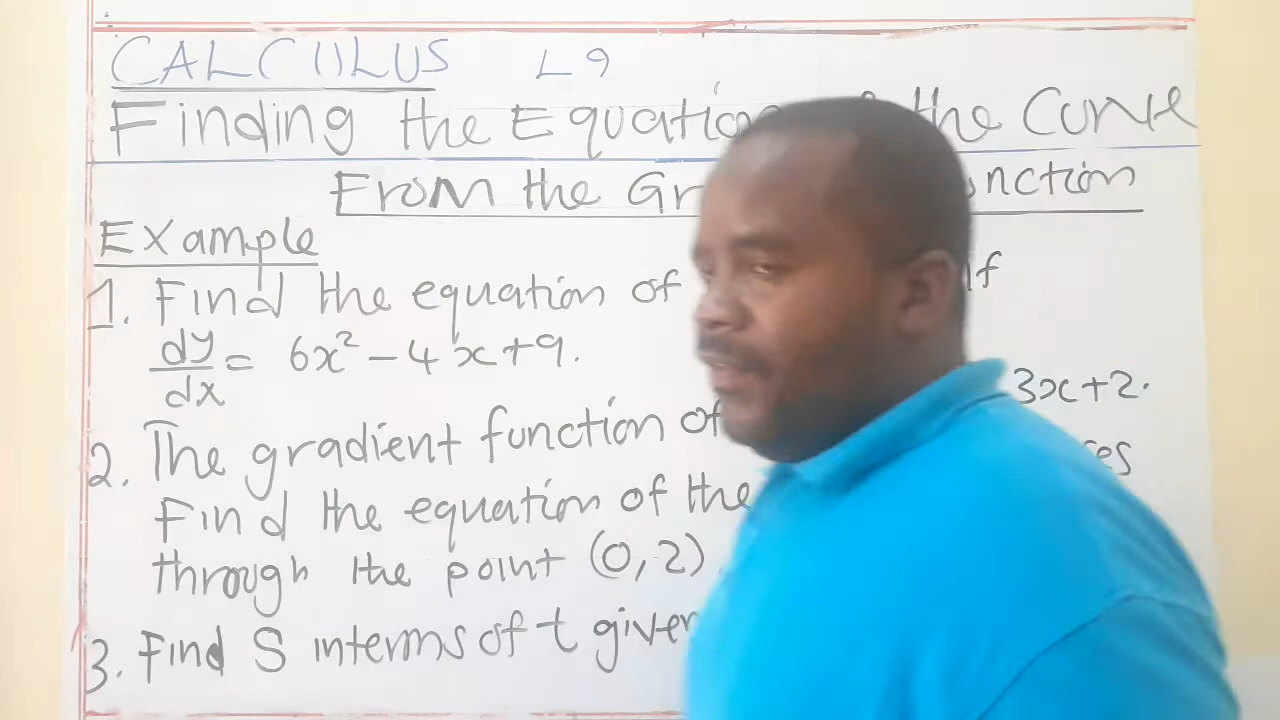 CALCULUS L9
Finding the Equation the Curve
From the Gr nction
Example
1. Find the equation of If
dy/dx = 6x² - 4x + 9.
3x + 2.
2. The gradient function of
Find the equation of the es
through the point (0, 2)
3. Find S interms of t given